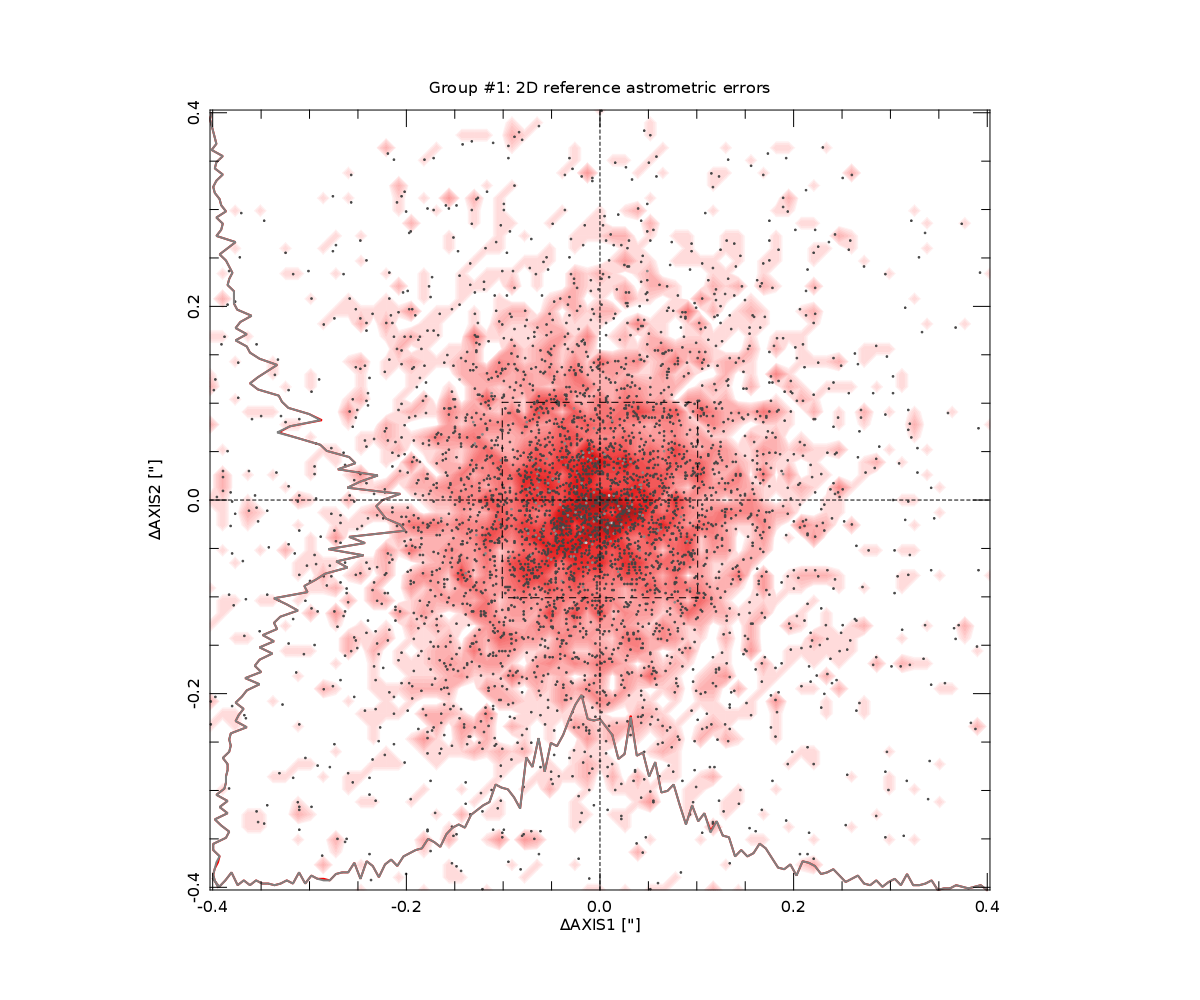 Group #1: 2D reference astrometric errors
0.4
0.2
0.0
-0.2
-0.4
ΔAXIS2 ["]
-0.4 -0.2 0.0 0.2 0.4
ΔAXIS1 ["]